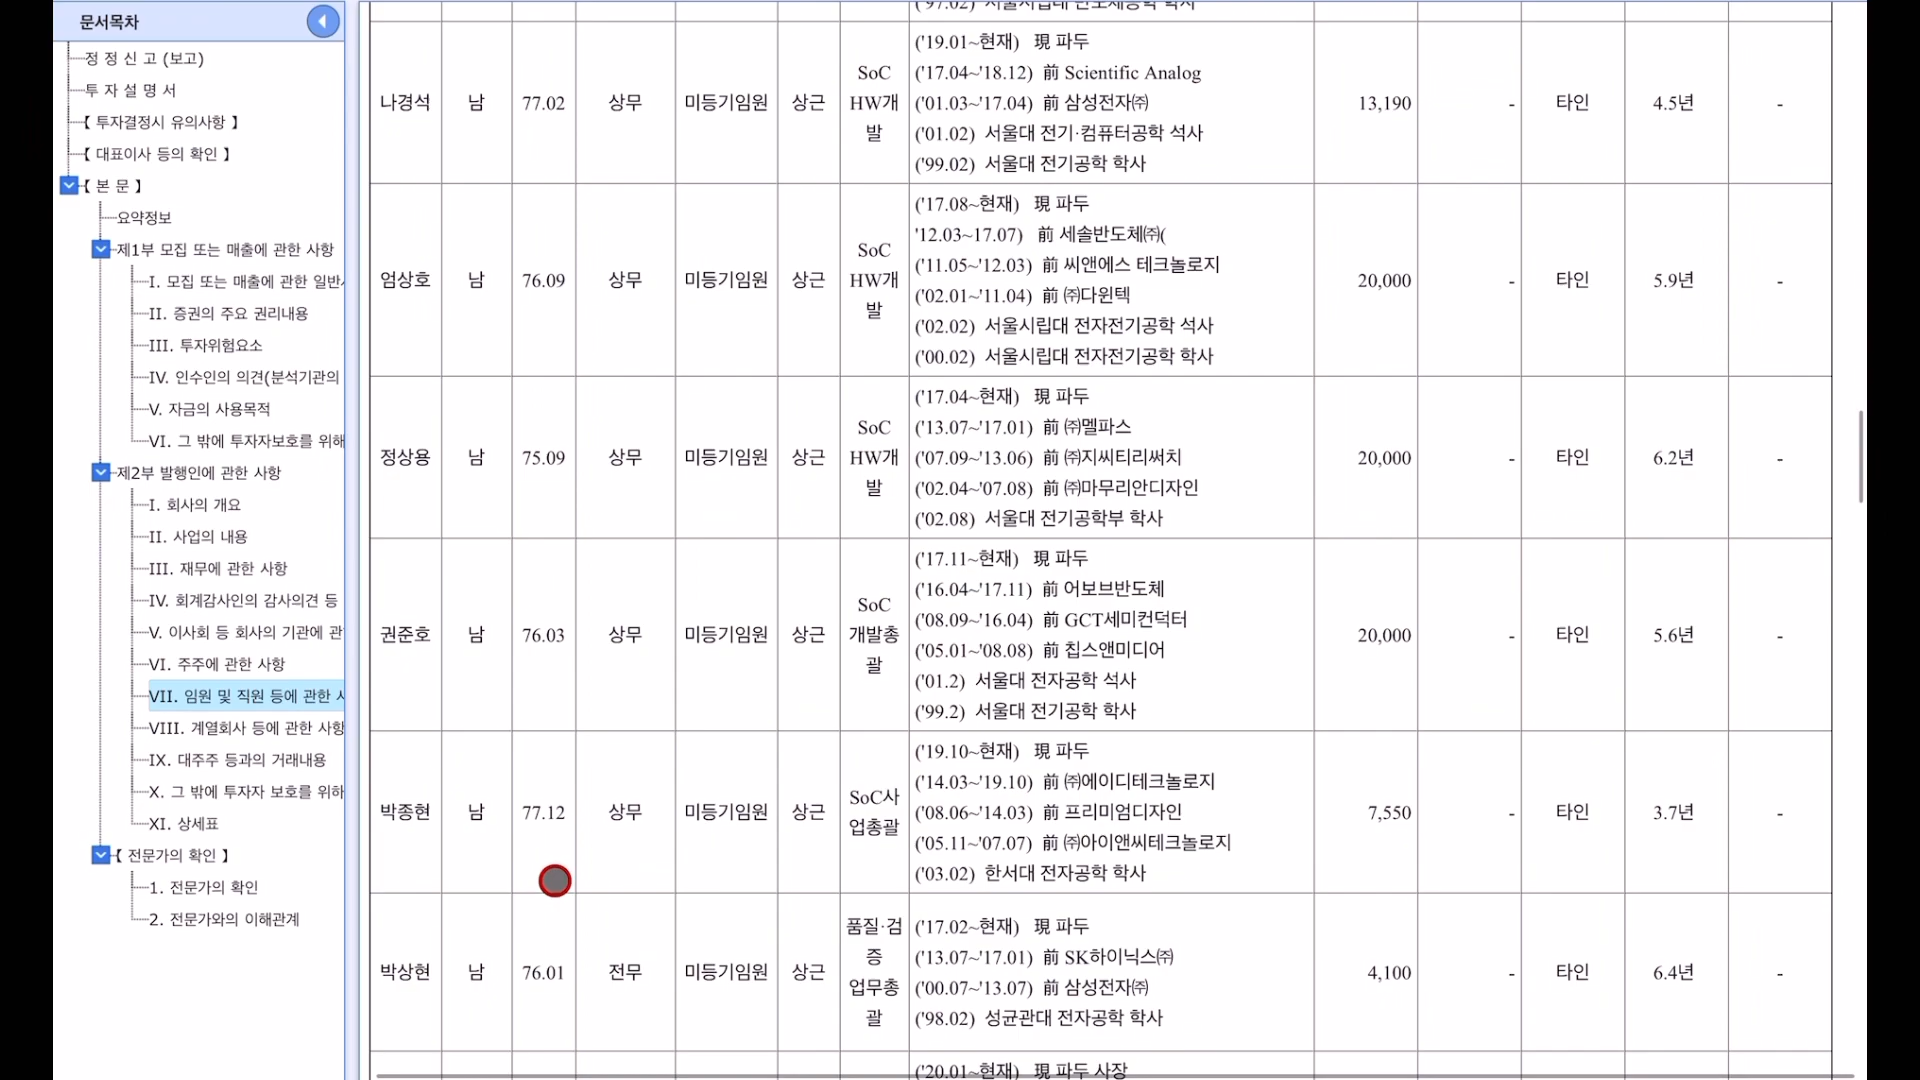 문서목차
정 정 신 고 (보고)
투 자 설 명 서
【 투자결정시 유의사항 】
【 대표이사 등의 확인 】
【 본 문 】
요약정보
제1부 모집 또는 매출에 관한 사항
I. 모집 또는 매출에 관한 일반
II. 증권의 주요 권리내용
III. 투자위험요소
IV. 인수인의 의견(분석기관의
V. 자금의 사용목적
VI. 그 밖에 투자자보호를 위해
제2부 발행인에 관한 사항
I. 회사의 개요
II. 사업의 내용
III. 재무에 관한 사항
IV. 회계감사인의 감사의견 등
V. 이사회 등 회사의 기관에 관
VI. 주주에 관한 사항
VII. 임원 및 직원 등에 관한
VIII. 계열회사 등에 관한 사항
IX. 대주주 등과의 거래내용
X. 그 밖에 투자자 보호를 위하
XI. 상세표
【 전문가의 확인 】
1. 전문가의 확인
2. 전문가와의 이해관계
('97.02) 서울시립대 반도체공학 학사
나경석 남 77.02 상무 미등기임원 상근
SoC
HW개
발
('19.01~현재) 現 파두
('17.04~'18.12) 前 Scientific Analog
('01.03~'17.04) 前 삼성전자㈜
('01.02) 서울대 전기·컴퓨터공학 석사
('99.02) 서울대 전기공학 학사
13,190 - 타인 4.5년 -
엄상호 남 76.09 상무 미등기임원 상근
SoC
HW개
발
('17.08~현재) 現 파두
'12.03~17.07) 前 세솔반도체㈜(
('11.05~'12.03) 前 씨앤에스 테크놀로지
('02.01~'11.04) 前 ㈜다윈텍
('02.02) 서울시립대 전자전기공학 석사
('00.02) 서울시립대 전자전기공학 학사
20,000 - 타인 5.9년 -
정상용 남 75.09 상무 미등기임원 상근
SoC
HW개
발
('17.04~현재) 現 파두
('13.07~'17.01) 前 ㈜멜파스
('07.09~'13.06) 前 ㈜지씨티리써치
('02.04~'07.08) 前 ㈜마무리안디자인
('02.08) 서울대 전기공학부 학사
20,000 - 타인 6.2년 -
권준호 남 76.03 상무 미등기임원 상근
SoC
개발총
괄
('17.11~현재) 現 파두
('16.04~'17.11) 前 어보브반도체
('08.09~'16.04) 前 GCT세미컨덕터
('05.01~'08.08) 前 칩스앤미디어
('01.2) 서울대 전자공학 석사
('99.2) 서울대 전기공학 학사
20,000 - 타인 5.6년 -
박종현 남 77.12 상무 미등기임원 상근
SoC사
업총괄
('19.10~현재) 現 파두
('14.03~'19.10) 前 ㈜에이디테크놀로지
('08.06~'14.03) 前 프리미엄디자인
('05.11~'07.07) 前 ㈜아이앤씨테크놀로지
('03.02) 한서대 전자공학 학사
7,550 - 타인 3.7년 -
박상현 남 76.01 전무 미등기임원 상근
품질·검
증
업무총
괄
('17.02~현재) 現 파두
('13.07~'17.01) 前 SK하이닉스㈜
('00.07~'13.07) 前 삼성전자㈜
('98.02) 성균관대 전자공학 학사
4,100 - 타인 6.4년 -
('20.01~현재) 現 파두 사장